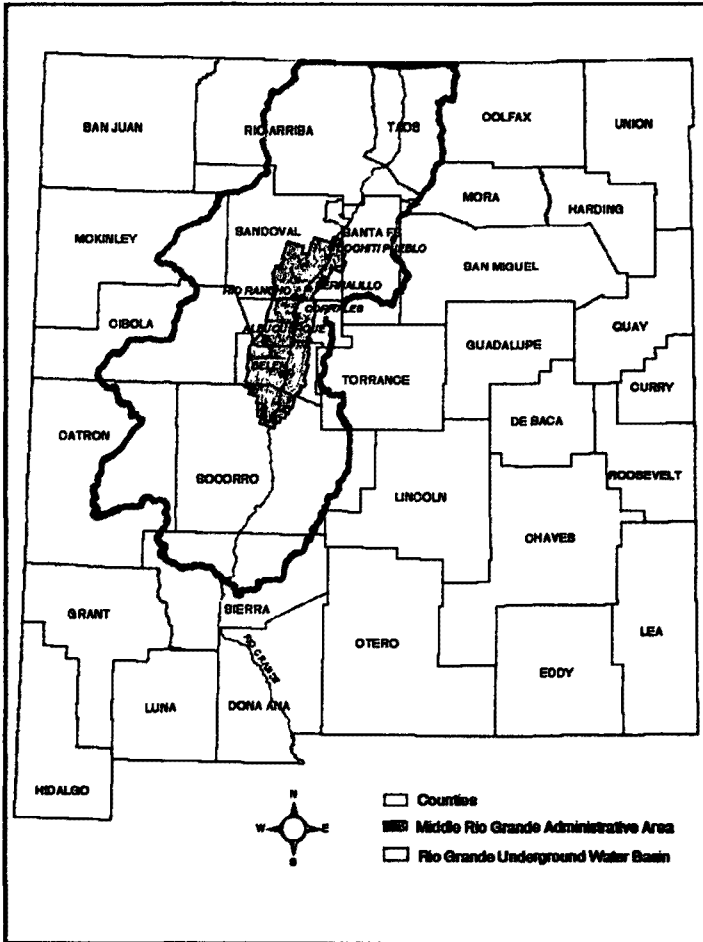 SAN JUAN
RIO ARRIBA
TAOS
COLFAX
UNION
MORA
HARDING
MCKINLEY
SANDOVAL
SANTA FE
COCHITI PUEBLO
SAN MIGUEL
RIO RANCHO
BERNALILLO
CORRALES
CIBOLA
ALBUQUERQUE
QUAY
GUADALUPE
BELEN
TORRANCE
CURRY
CATRON
DE BACA
SOCORRO
ROOSEVELT
LINCOLN
CHAVES
GRANT
SIERRA
LEA
OTERO
RIO GRANDE
EDDY
LUNA
DONA ANA
HIDALGO
N
W E
S
Counties
Middle Rio Grande Administrative Area
Rio Grande Underground Water Basin